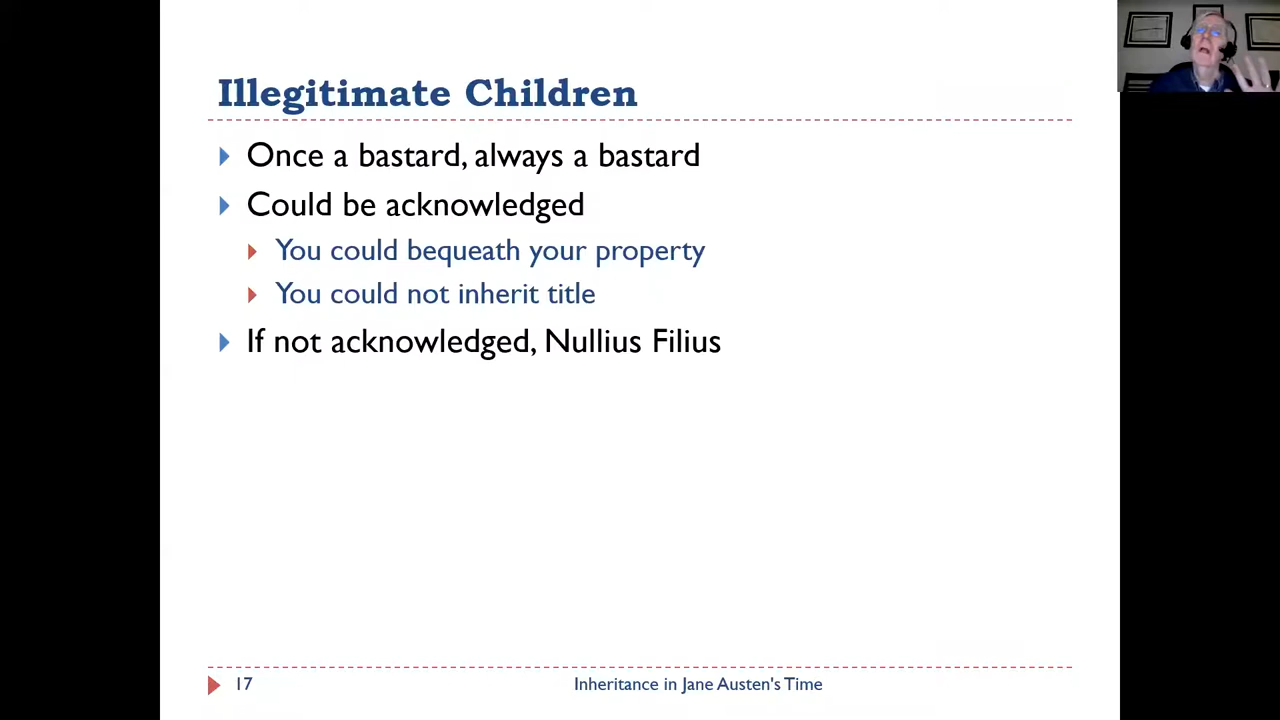 Illegitimate Children
Once a bastard, always a bastard
Could be acknowledged
You could bequeath your property
You could not inherit title
If not acknowledged, Nullius Filius
17
Inheritance in Jane Austen's Time